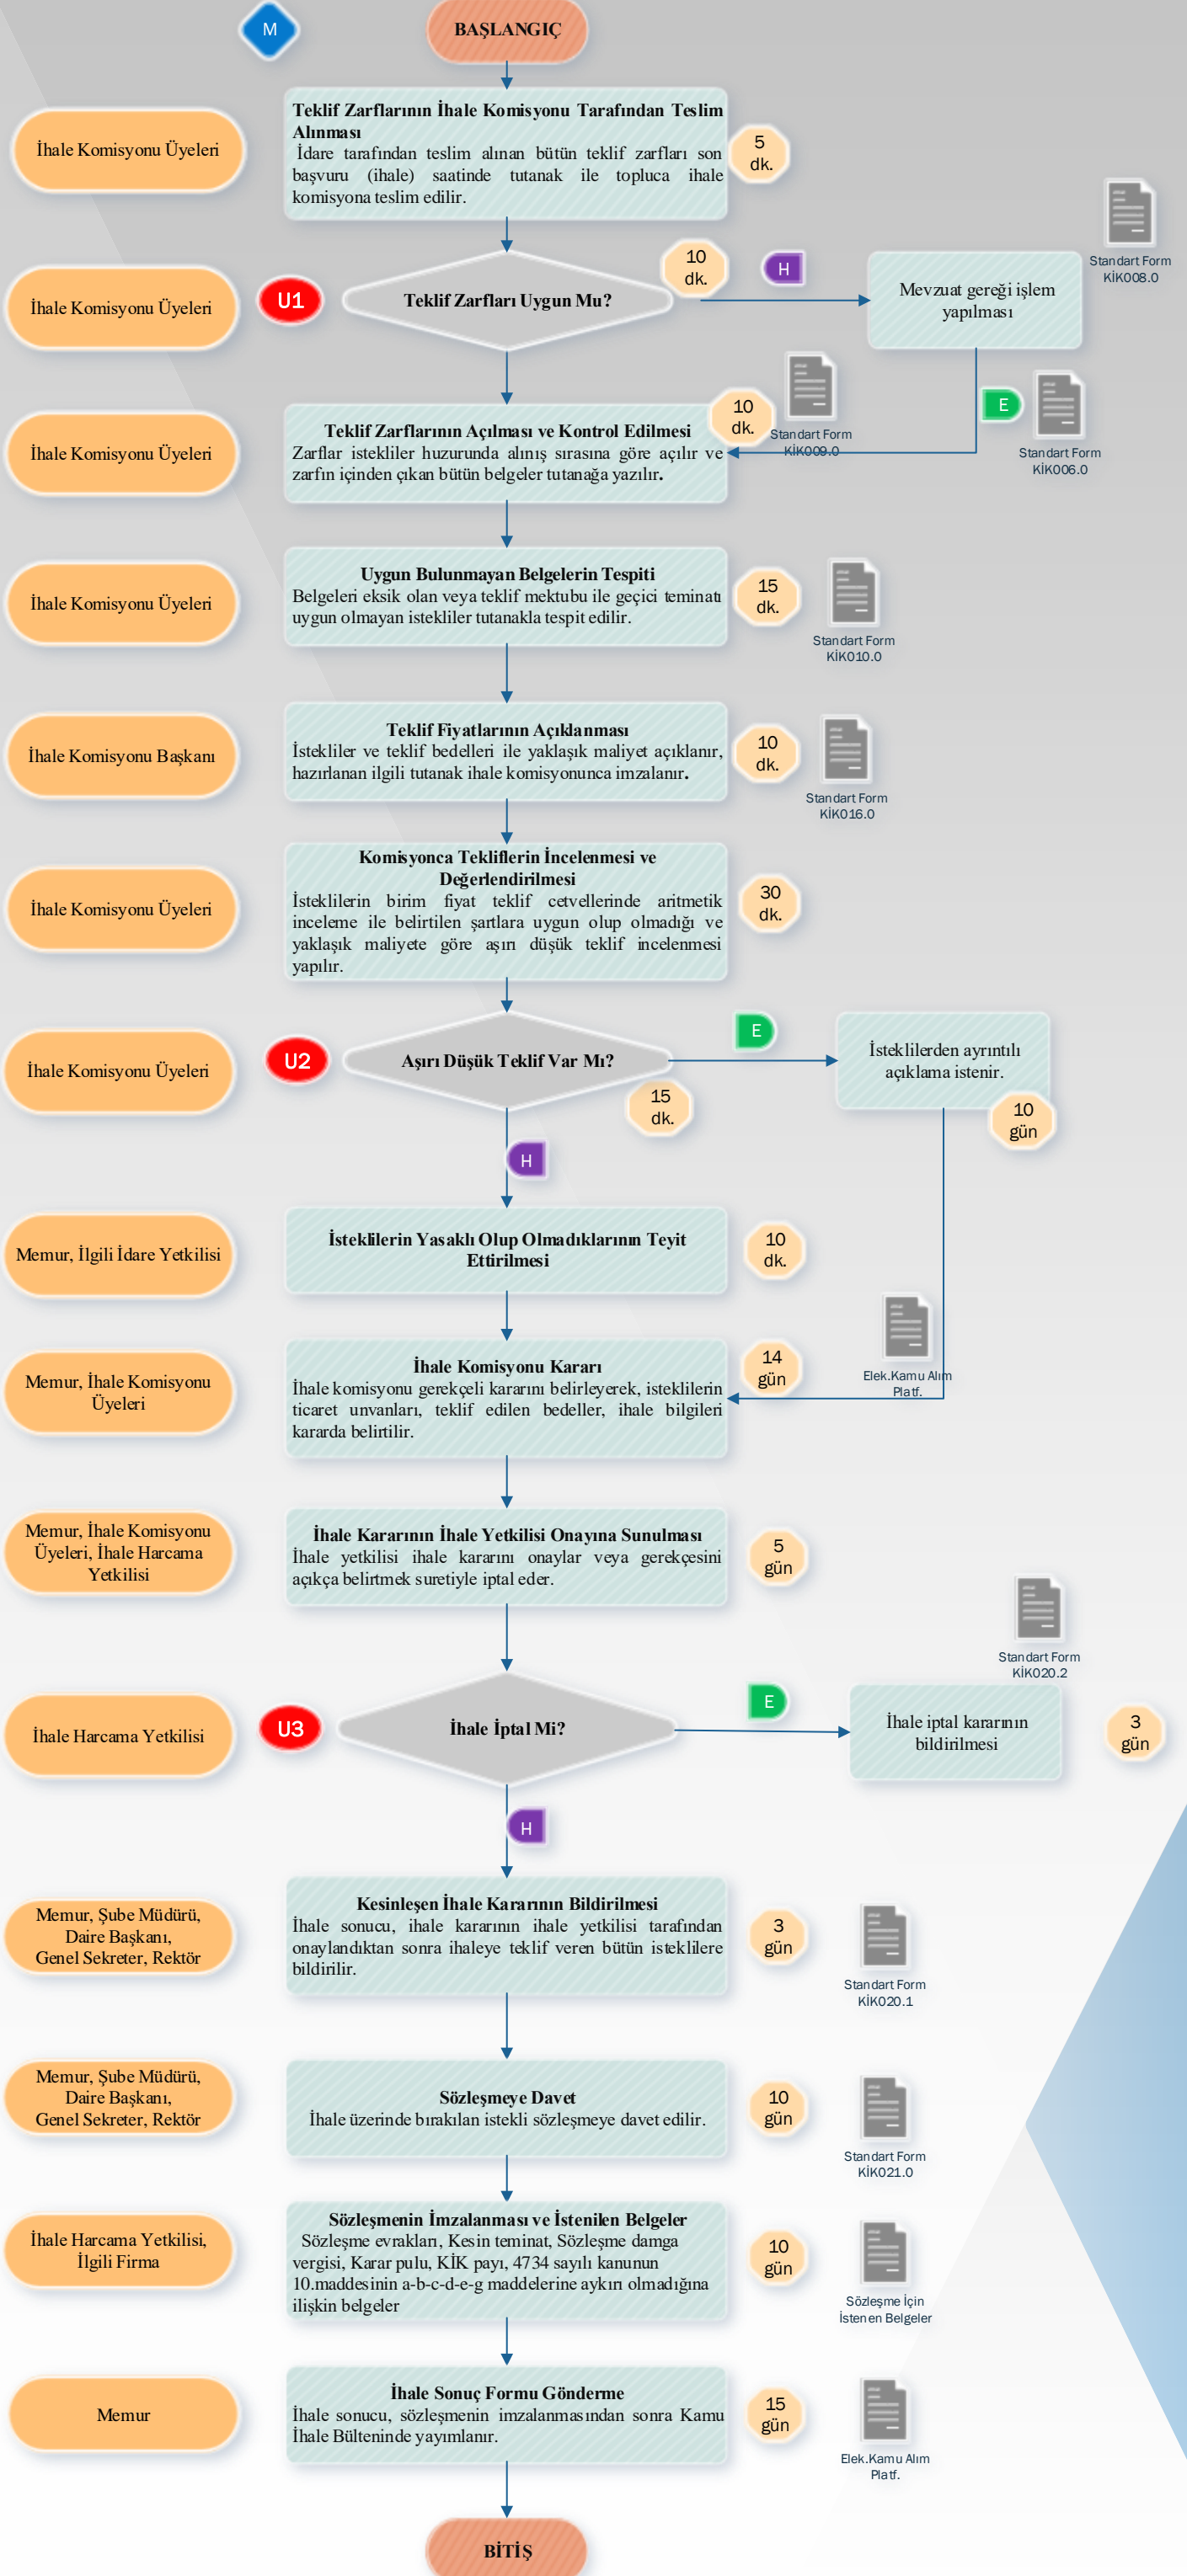 M
BAŞLANGIÇ
İhale Komisyonu Üyeleri
Teklif Zarflarının İhale Komisyonu Tarafından Teslim
Alınması
İdare tarafından teslim alınan bütün teklif zarfları son
başvuru (ihale) saatinde tutanak ile topluca ihale
komisyona teslim edilir.
5
dk.
İhale Komisyonu Üyeleri
U1
Teklif Zarfları Uygun Mu?
10
dk.
H
Mevzuat gereği işlem
yapılması
Standart Form
KİK008.0
İhale Komisyonu Üyeleri
Teklif Zarflarının Açılması ve Kontrol Edilmesi
Zarflar istekliler huzurunda alınış sırasına göre açılır ve
zarfın içinden çıkan bütün belgeler tutanağa yazılır.
10
dk.
Standart Form
KİK009.0
E
Standart Form
KİK006.0
İhale Komisyonu Üyeleri
Uygun Bulunmayan Belgelerin Tespiti
Belgeleri eksik olan veya teklif mektubu ile geçici teminatı
uygun olmayan istekliler tutanakla tespit edilir.
15
dk.
Standart Form
KİK010.0
İhale Komisyonu Başkanı
Teklif Fiyatlarının Açıklanması
İstekliler ve teklif bedelleri ile yaklaşık maliyet açıklanır,
hazırlanan ilgili tutanak ihale komisyonunca imzalanır.
10
dk.
Standart Form
KİK016.0
İhale Komisyonu Üyeleri
Komisyonca Tekliflerin İncelenmesi ve
Değerlendirilmesi
İsteklilerin birim fiyat teklif cetvellerinde aritmetik
inceleme ile belirtilen şartlara uygun olup olmadığı ve
yaklaşık maliyete göre aşırı düşük teklif incelenmesi
yapılır.
30
dk.
İhale Komisyonu Üyeleri
U2
Aşırı Düşük Teklif Var Mı?
15
dk.
E
İsteklilerden ayrıntılı
açıklama istenir.
10
gün
H
Memur, İlgili İdare Yetkilisi
İsteklilerin Yasaklı Olup Olmadıklarının Teyit
Ettirilmesi
10
dk.
Memur, İhale Komisyonu
Üyeleri
İhale Komisyonu Kararı
İhale komisyonu gerekçeli kararını belirleyerek, isteklilerin
ticaret unvanları, teklif edilen bedeller, ihale bilgileri
kararda belirtilir.
14
gün
Elek.Kamu Alım
Platf.
Memur, İhale Komisyonu
Üyeleri, İhale Harcama
Yetkilisi
İhale Kararının İhale Yetkilisi Onayına Sunulması
İhale yetkilisi ihale kararını onaylar veya gerekçesini
açıkça belirtmek suretiyle iptal eder.
5
gün
Standart Form
KİK020.2
İhale Harcama Yetkilisi
U3
İhale İptal Mi?
E
İhale iptal kararının
bildirilmesi
3
gün
H
Memur, Şube Müdürü,
Daire Başkanı,
Genel Sekreter, Rektör
Kesinleşen İhale Kararının Bildirilmesi
İhale sonucu, ihale kararının ihale yetkilisi tarafından
onaylandıktan sonra ihaleye teklif veren bütün isteklilere
bildirilir.
3
gün
Standart Form
KİK020.1
Memur, Şube Müdürü,
Daire Başkanı,
Genel Sekreter, Rektör
Sözleşmeye Davet
İhale üzerinde bırakılan istekli sözleşmeye davet edilir.
10
gün
Standart Form
KİK021.0
İhale Harcama Yetkilisi,
İlgili Firma
Sözleşmenin İmzalanması ve İstenilen Belgeler
Sözleşme evrakları, Kesin teminat, Sözleşme damga
vergisi, Karar pulu, KİK payı, 4734 sayılı kanunun
10.maddesinin a-b-c-d-e-g maddelerine aykırı olmadığına
ilişkin belgeler
10
gün
Sözleşme İçin
İstenen Belgeler
Memur
İhale Sonuç Formu Gönderme
İhale sonucu, sözleşmenin imzalanmasından sonra Kamu
İhale Bülteninde yayımlanır.
15
gün
Elek.Kamu Alım
Platf.
BİTİŞ